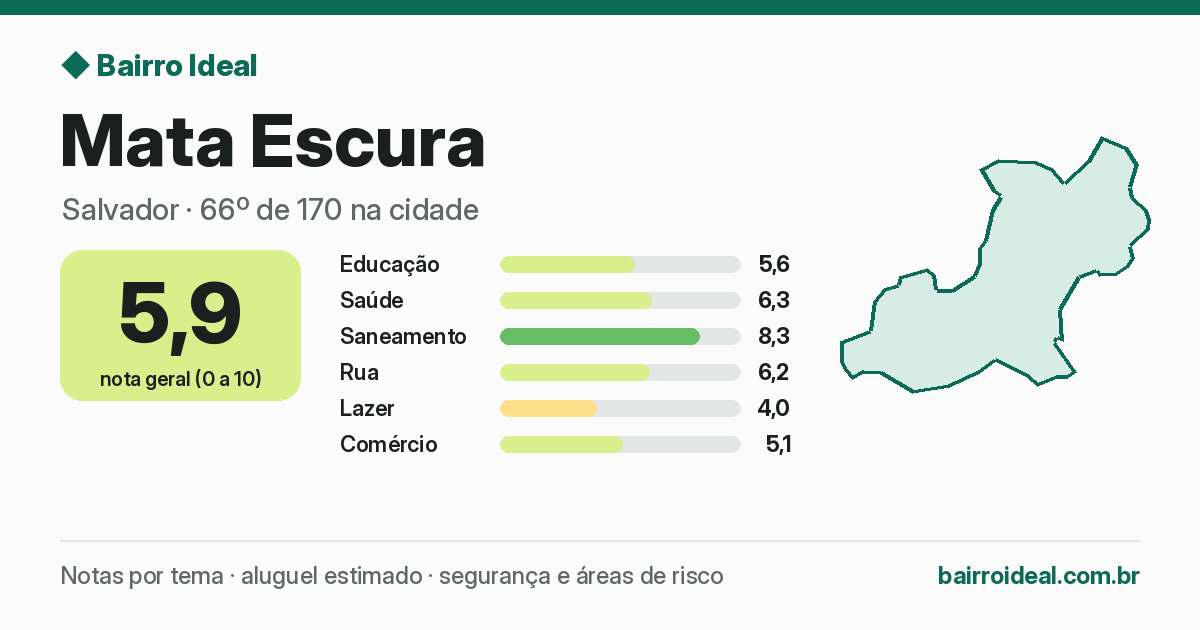 Bairro Ideal
Mata Escura
Salvador · 66º de 170 na cidade
5,9
nota geral (0 a 10)
Educação 5,6
Saúde 6,3
Saneamento 8,3
Rua 6,2
Lazer 4,0
Comércio 5,1
Notas por tema · aluguel estimado · segurança e áreas de risco
bairroideal.com.br